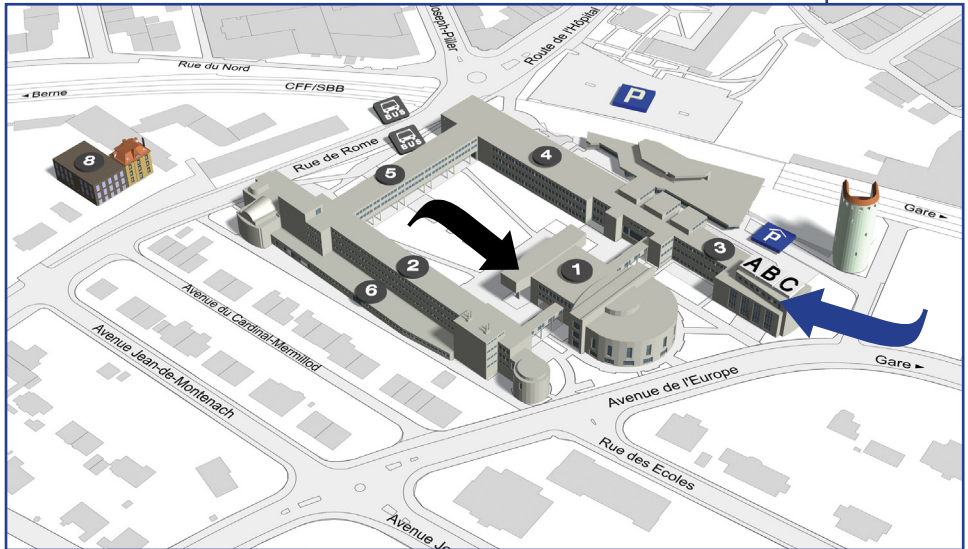 Joseph-Piller
Route de l'Hôpital
Rue du Nord
CFF/SBB
◄ Berne
P
BUS
BUS
Rue de Rome
8
4
5
Gare ►
P
3
ABC
2
1
6
Avenue du Cardinal-Mermillod
Gare ►
Avenue de l'Europe
Avenue Jean-de-Montenach
Rue des Ecoles
Avenue